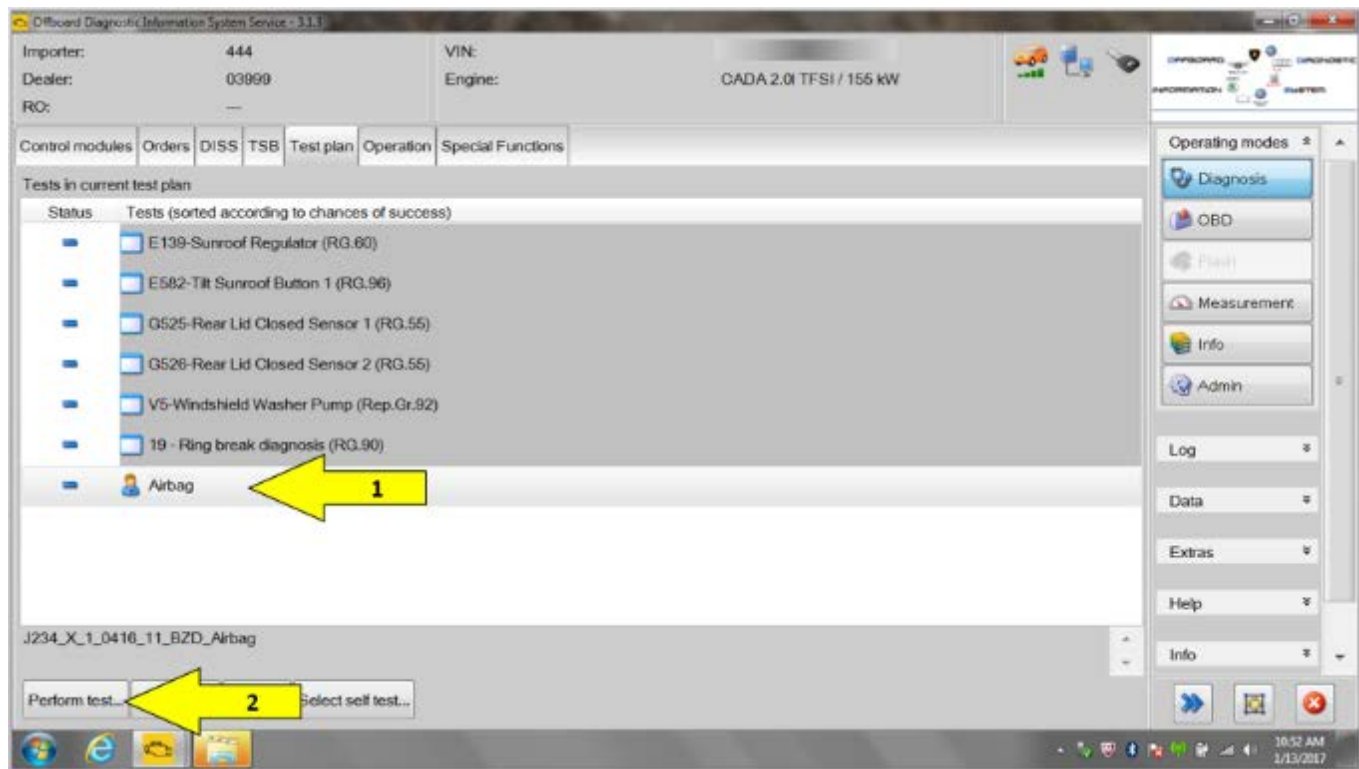 Offboard Diagnostic Information System Service - 3.1.3
Importer: 444 VIN:
Dealer: 03999 Engine: CADA 2.0l TFSI / 155 kW
RO: ---
OFFBOARD DIAGNOSTIC
INFORMATION SYSTEM
Control modules Orders DISS TSB Test plan Operation Special Functions
Tests in current test plan
Status Tests (sorted according to chances of success)
E139-Sunroof Regulator (RG.60)
E582-Tilt Sunroof Button 1 (RG.96)
G525-Rear Lid Closed Sensor 1 (RG.55)
G526-Rear Lid Closed Sensor 2 (RG.55)
V5-Windshield Washer Pump (Rep.Gr.92)
19 - Ring break diagnosis (RG.90)
Airbag 1
J234_X_1_0416_11_BZD_Airbag
Perform test... 2 Select self test...
Operating modes
Diagnosis
OBD
Flash
Measurement
Info
Admin
Log
Data
Extras
Help
Info
10:52 AM
1/13/2017